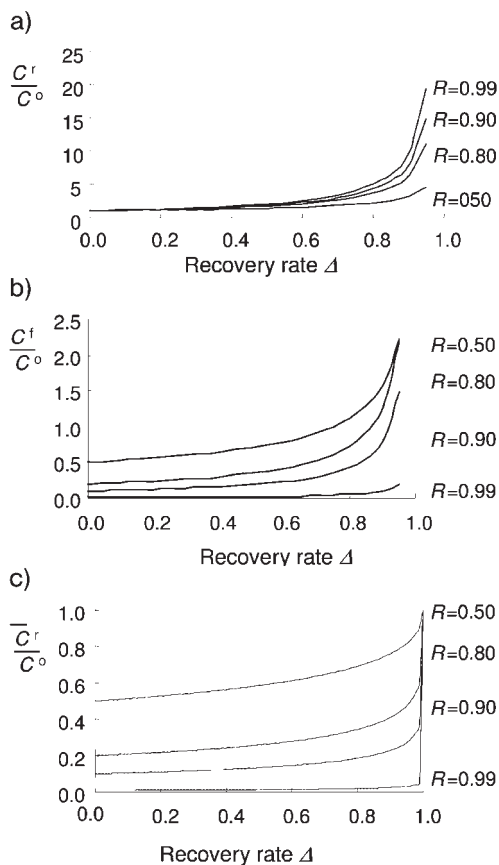 a)
C r
C o
25
20
15
10
5
0
R=0.99
R=0.90
R=0.80
R=050
0.0 0.2 0.4 0.6 0.8 1.0
Recovery rate Δ
b)
C f
C o
2.5
2.0
1.5
1.0
0.5
0.0
R=0.50
R=0.80
R=0.90
R=0.99
0.0 0.2 0.4 0.6 0.8 1.0
Recovery rate Δ
c)
C̅ r
C o
1.0
0.8
0.6
0.4
0.2
0.0
R=0.50
R=0.80
R=0.90
R=0.99
0.0 0.2 0.4 0.6 0.8 1.0
Recovery rate Δ